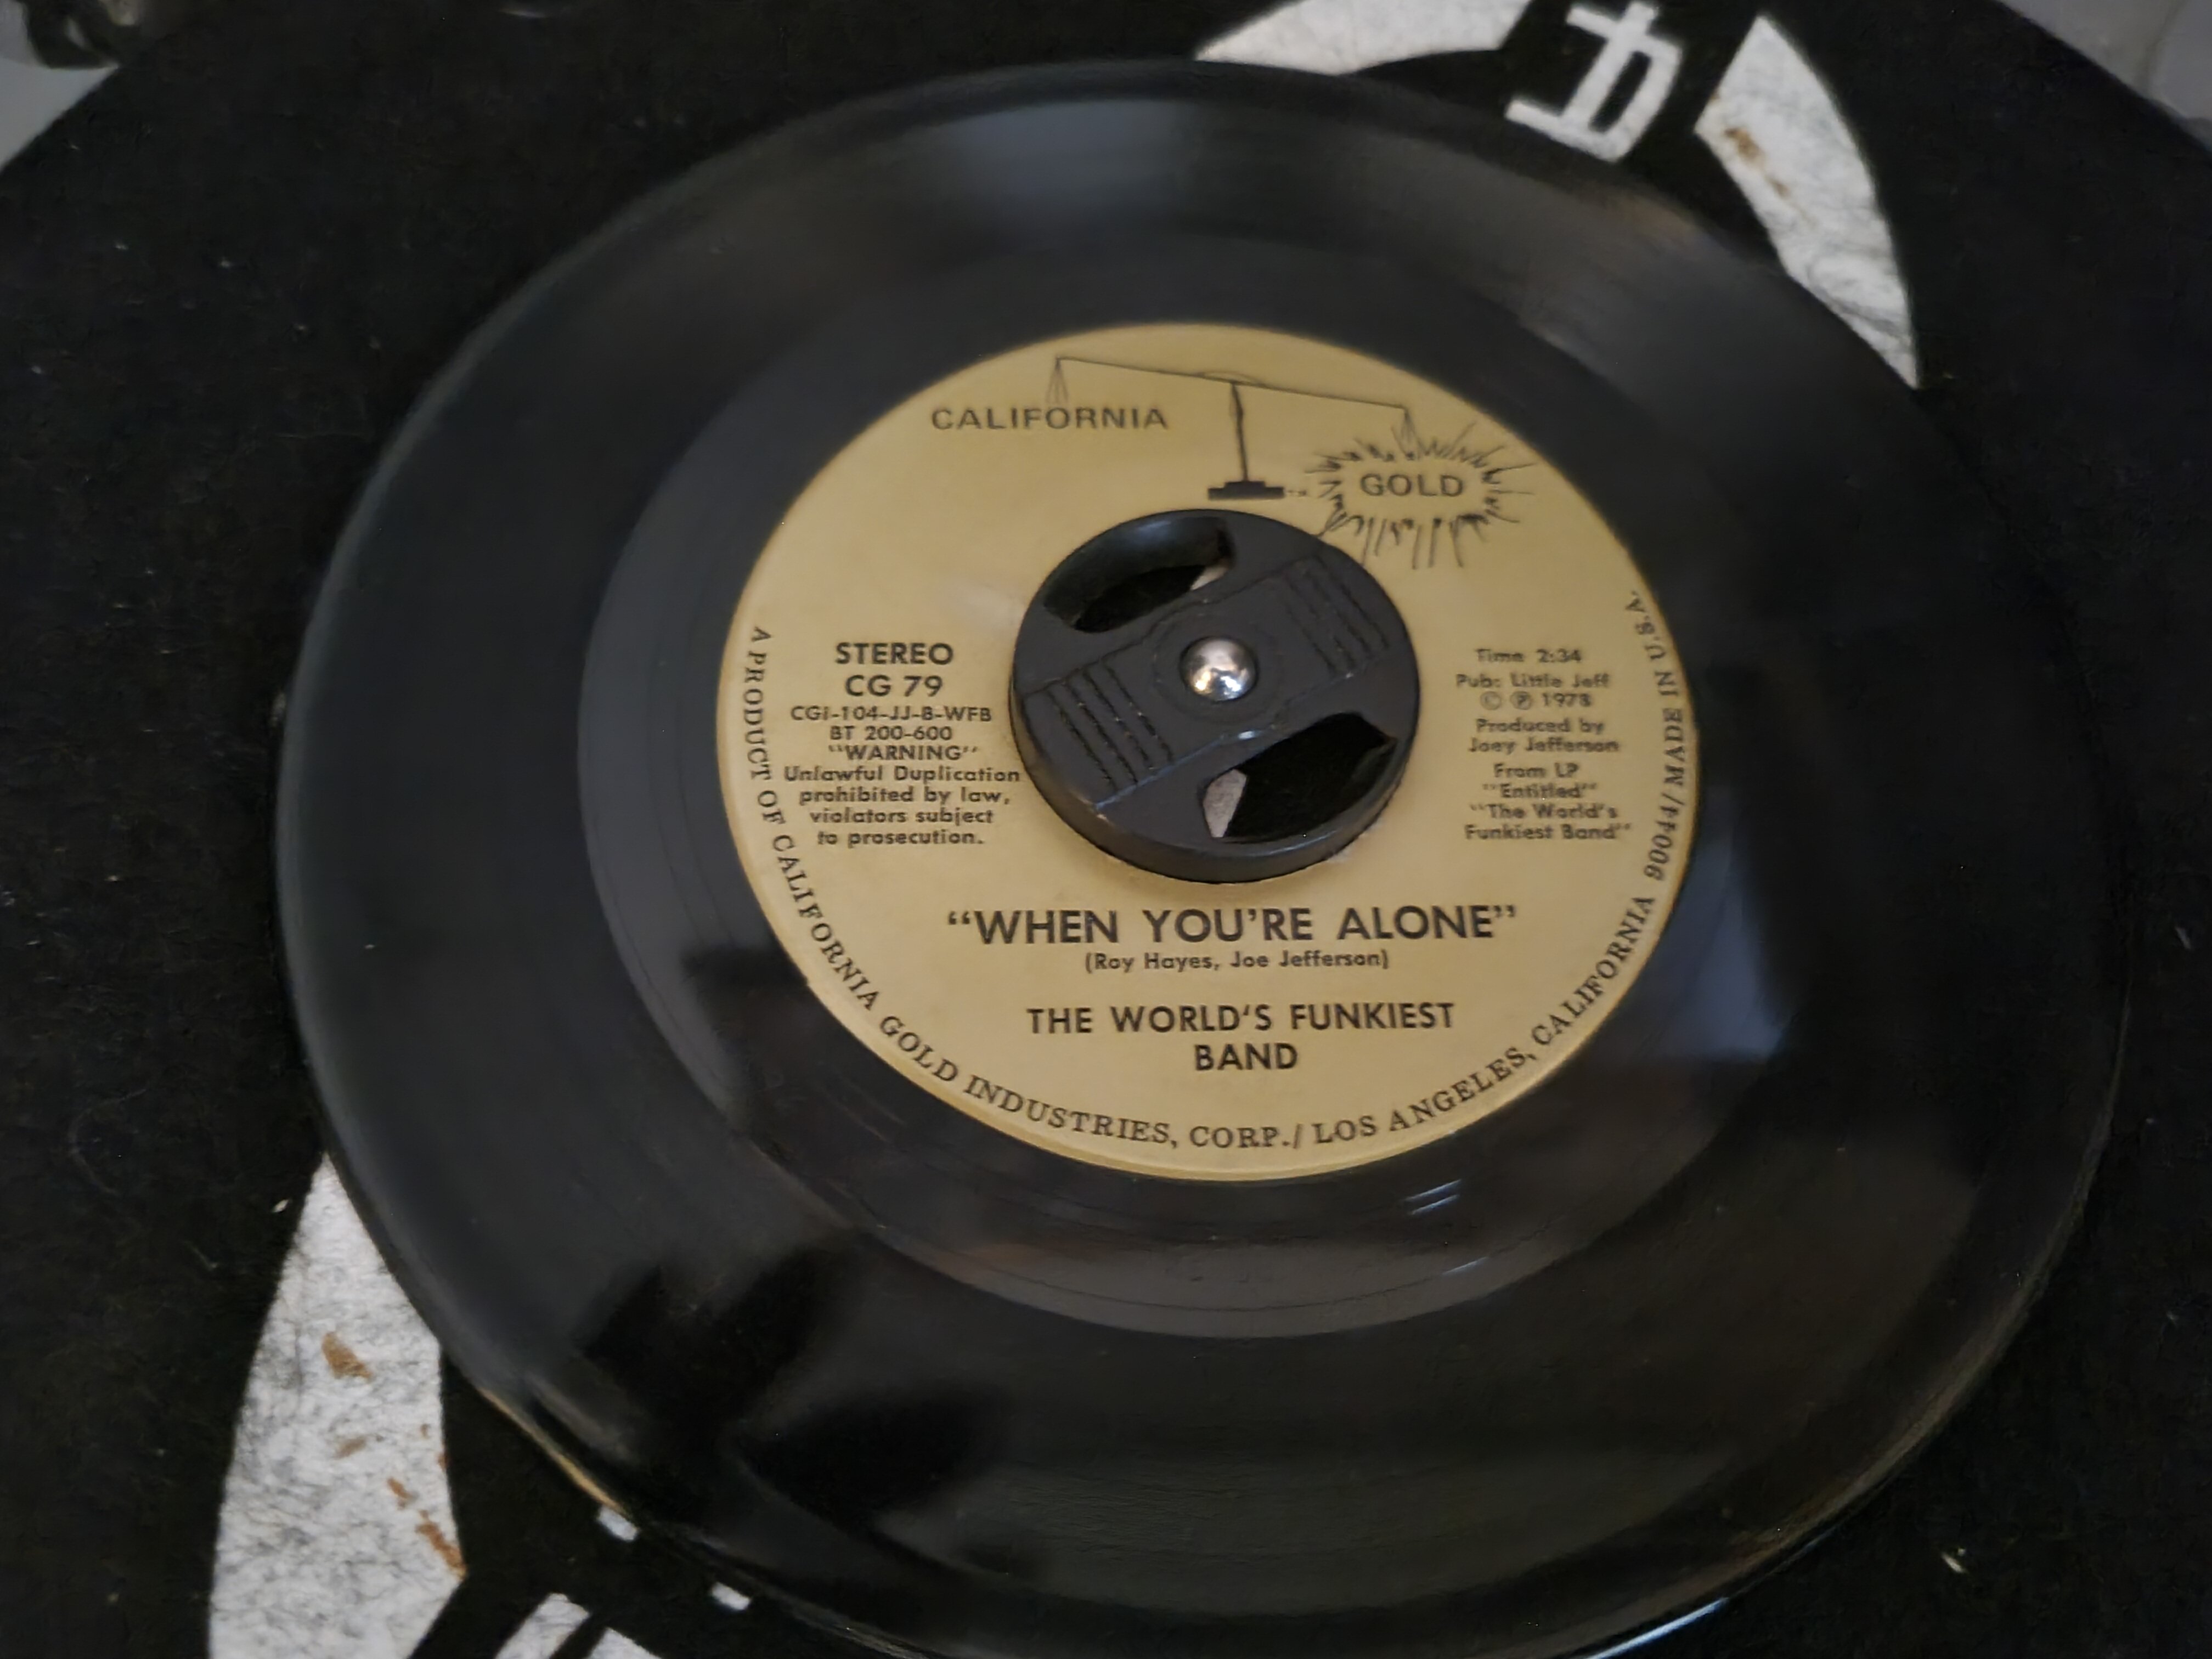 CALIFORNIA
GOLD
STEREO
CG 79
CGI-104-JJ-B-WFB
BT 200-600
"WARNING"
Unlawful Duplication
prohibited by law,
violators subject
to prosecution.
Time 2:34
Pub: Little Jeff
© ℗ 1978
Produced by
Joey Jefferson
From LP
"Entitled"
"The World's
Funkiest Band"
"WHEN YOU'RE ALONE"
(Roy Hayes, Joe Jefferson)
THE WORLD'S FUNKIEST
BAND
A PRODUCT OF CALIFORNIA GOLD INDUSTRIES, CORP./ LOS ANGELES, CALIFORNIA 90044/ MADE IN U.S.A.